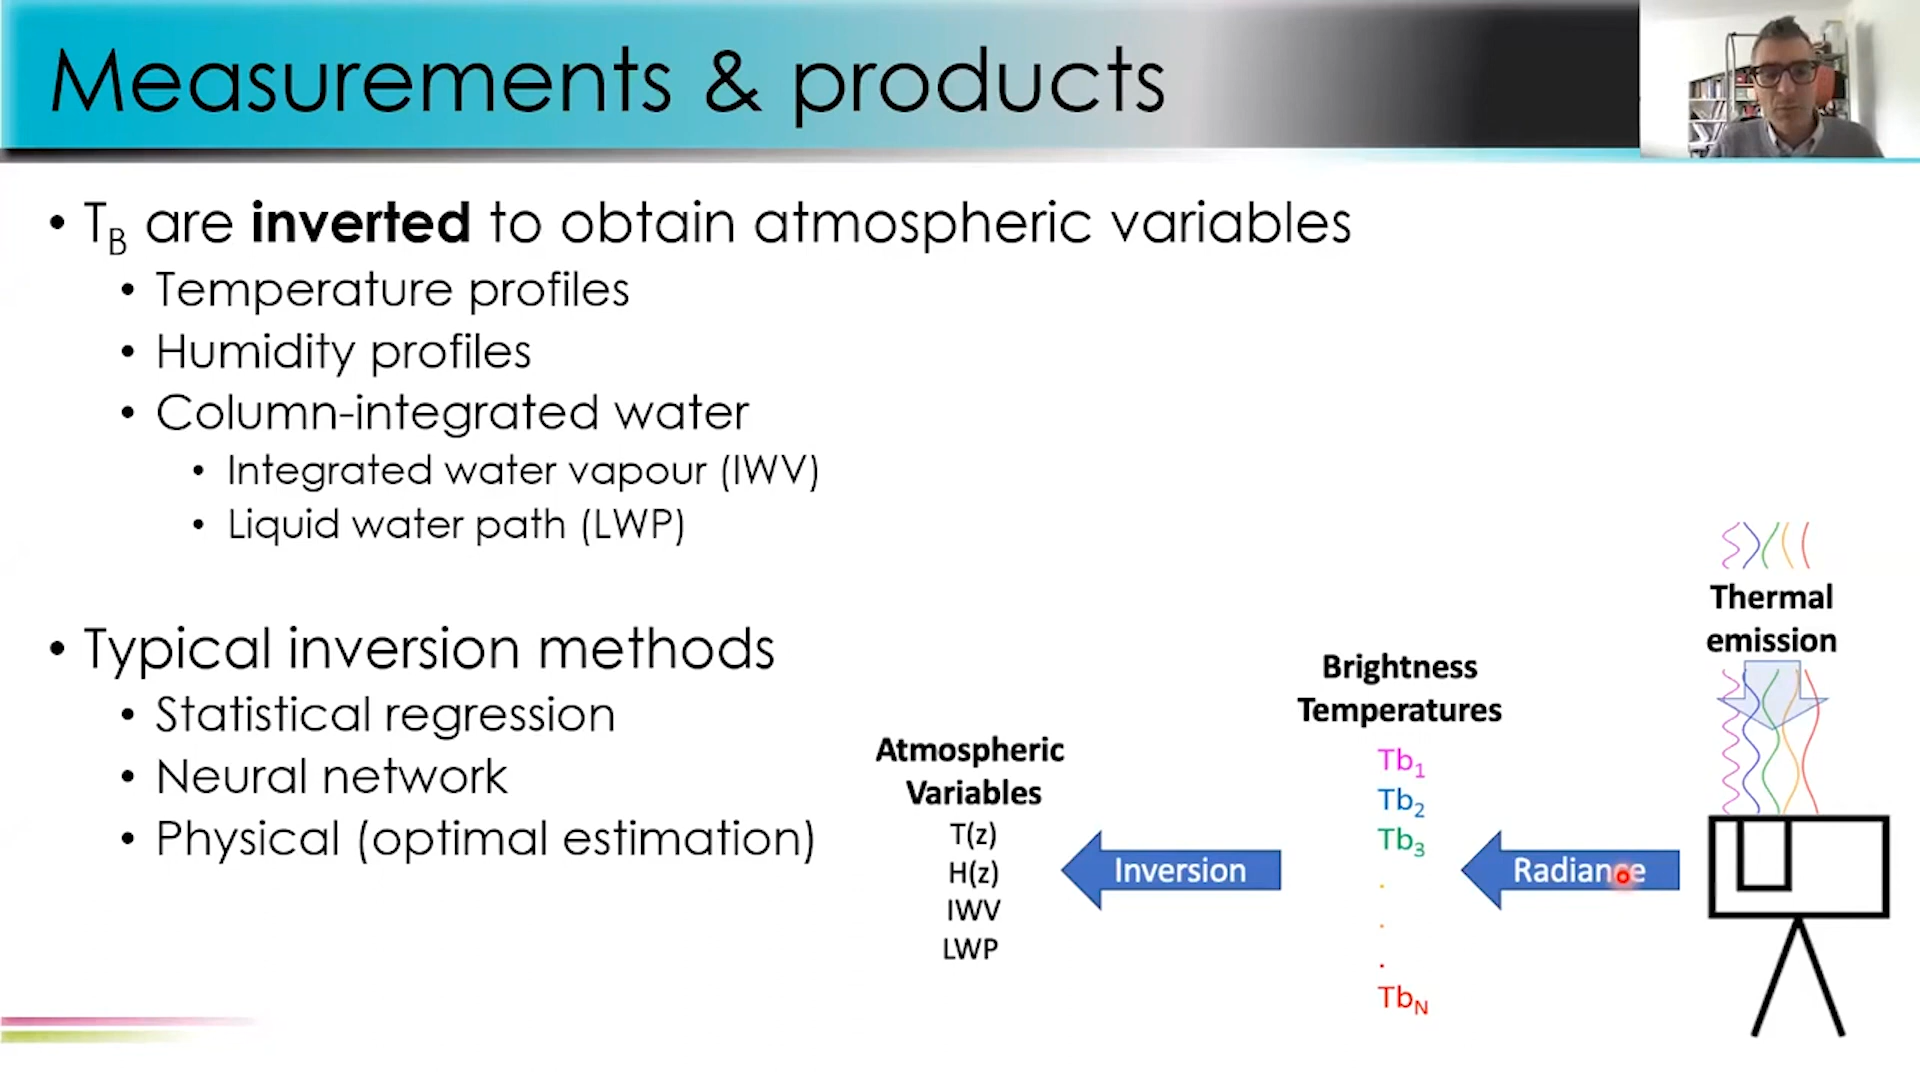 Measurements & products
• T_B are inverted to obtain atmospheric variables
• Temperature profiles
• Humidity profiles
• Column-integrated water
• Integrated water vapour (IWV)
• Liquid water path (LWP)
• Typical inversion methods
• Statistical regression
• Neural network
• Physical (optimal estimation)
Atmospheric
Variables
T(z)
H(z)
IWV
LWP
Inversion
Brightness
Temperatures
Tb1
Tb2
Tb3
.
.
.
TbN
Radiance
Thermal
emission